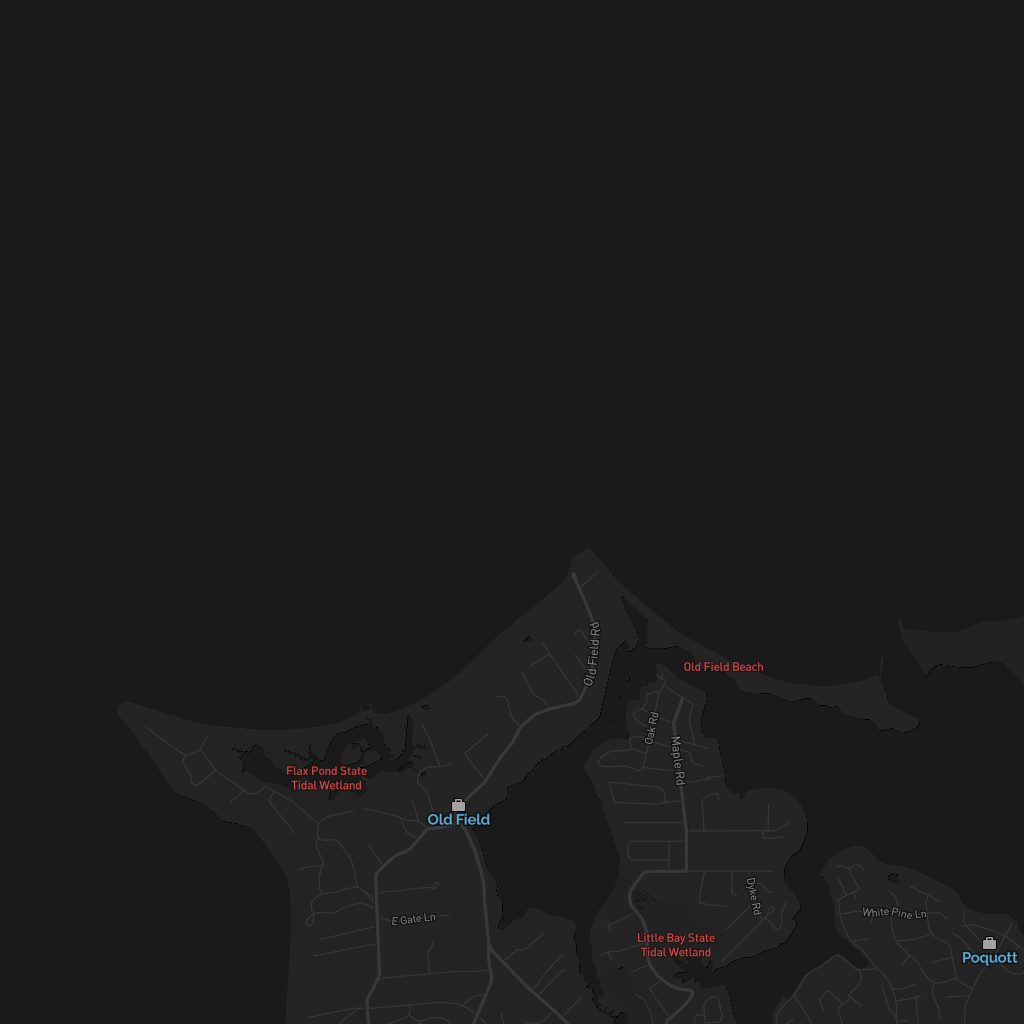 Old Field Rd
Old Field Beach
Oak Rd
Maple Rd
Flax Pond State
Tidal Wetland
Old Field
Dyke Rd
E Gate Ln
White Pine Ln
Little Bay State
Tidal Wetland
Poquott